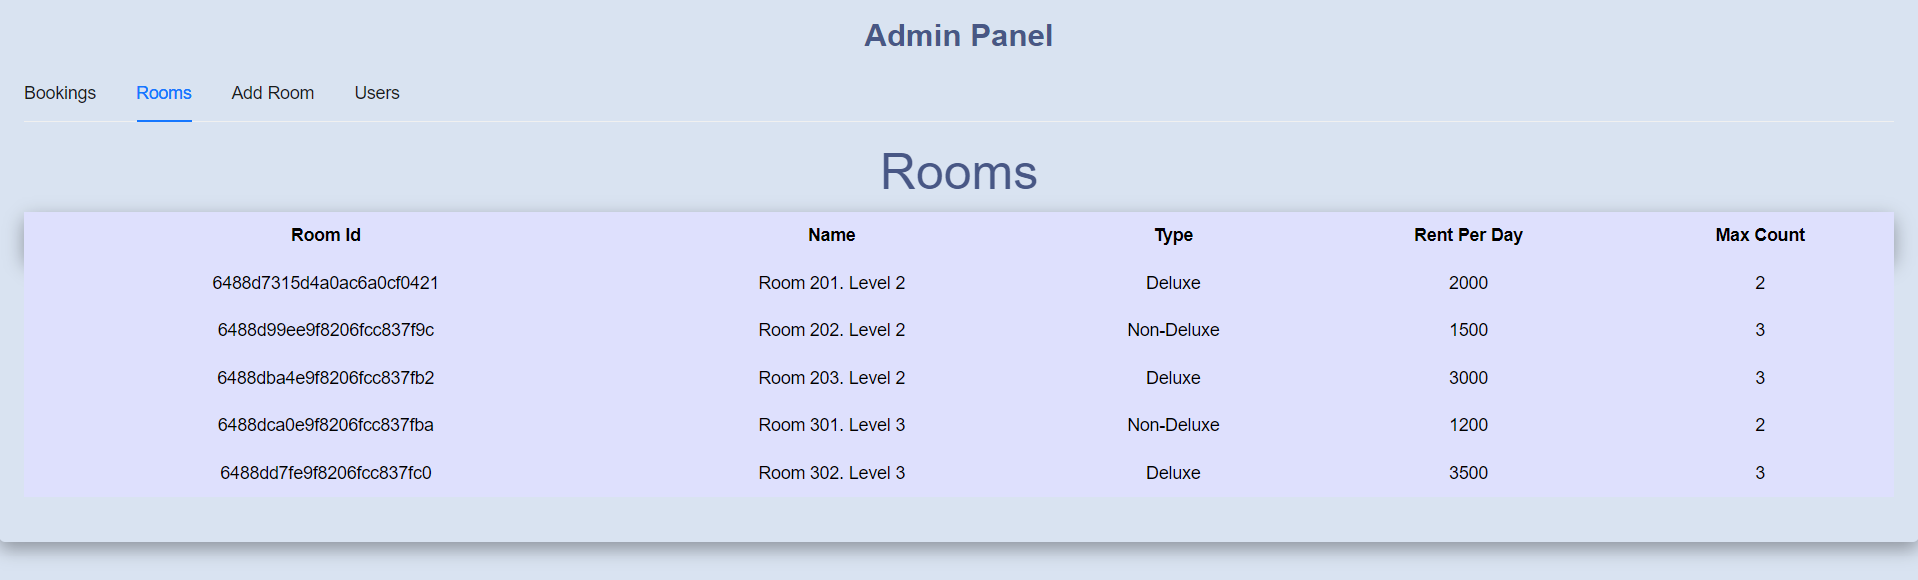 Admin Panel
Bookings Rooms Add Room Users
Rooms
Room Id Name Type Rent Per Day Max Count
6488d7315d4a0ac6a0cf0421 Room 201. Level 2 Deluxe 2000 2
6488d99ee9f8206fcc837f9c Room 202. Level 2 Non-Deluxe 1500 3
6488dba4e9f8206fcc837fb2 Room 203. Level 2 Deluxe 3000 3
6488dca0e9f8206fcc837fba Room 301. Level 3 Non-Deluxe 1200 2
6488dd7fe9f8206fcc837fc0 Room 302. Level 3 Deluxe 3500 3